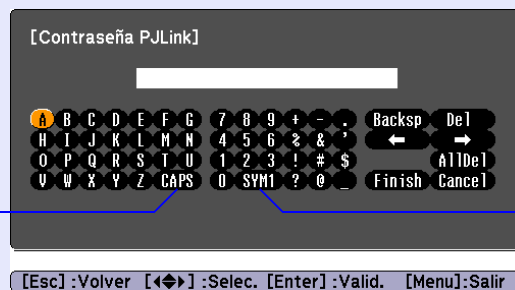 [Contraseña PJLink]
A B C D E F G 7 8 9 + - . Backsp Del
H I J K L M N 4 5 6 % & ' ← →
O P Q R S T U 1 2 3 ! # $ AllDel
V W X Y Z CAPS 0 SYM1 ? @ _ Finish Cancel
[Esc] :Volver [◀◆▶] :Selec. [Enter] :Valid. [Menu]:Salir